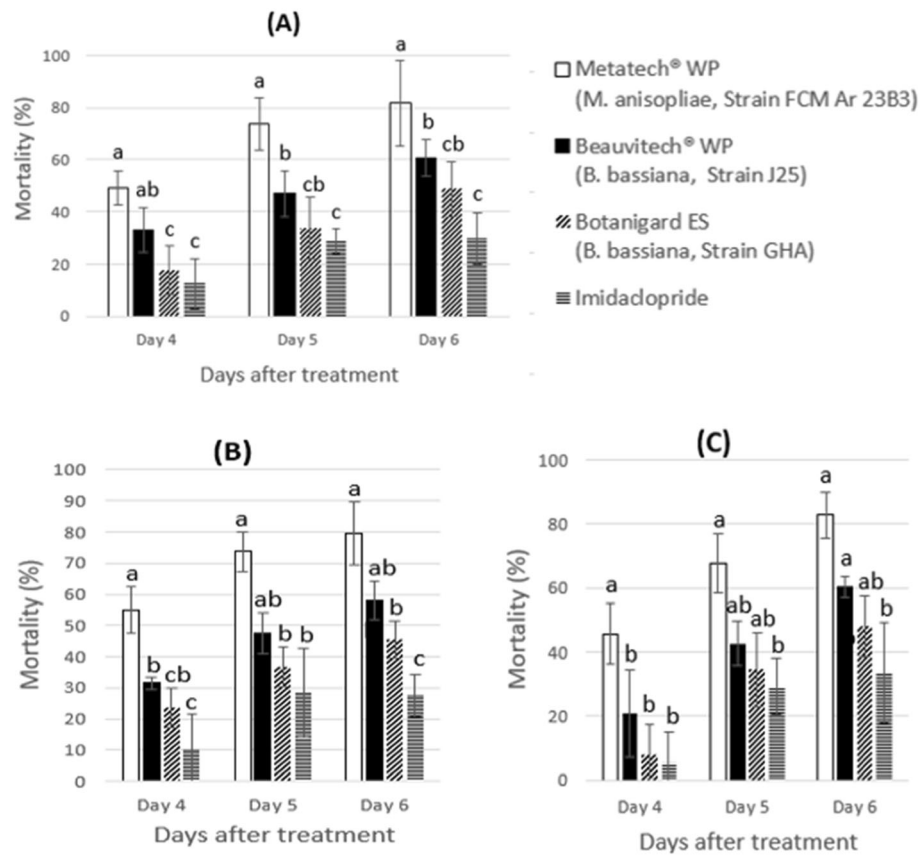 (A)
Mortality (%)
100
80
60
40
20
0
a
ab
c
c
a
b
cb
c
a
b
cb
c
Day 4
Day 5
Day 6
Days after treatment
Metatech® WP
(M. anisopliae, Strain FCM Ar 23B3)
Beauvitech® WP
(B. bassiana, Strain J25)
Botanigard ES
(B. bassiana, Strain GHA)
Imidaclopride
(B)
Mortality (%)
100
90
80
70
60
50
40
30
20
10
0
a
b
cb
c
a
ab
b
b
a
ab
b
c
Day 4
Day 5
Day 6
Days after treatment
(C)
Mortality (%)
100
80
60
40
20
0
a
b
b
b
a
ab
ab
b
a
a
ab
b
Day 4
Day 5
Day 6
Days after treatment